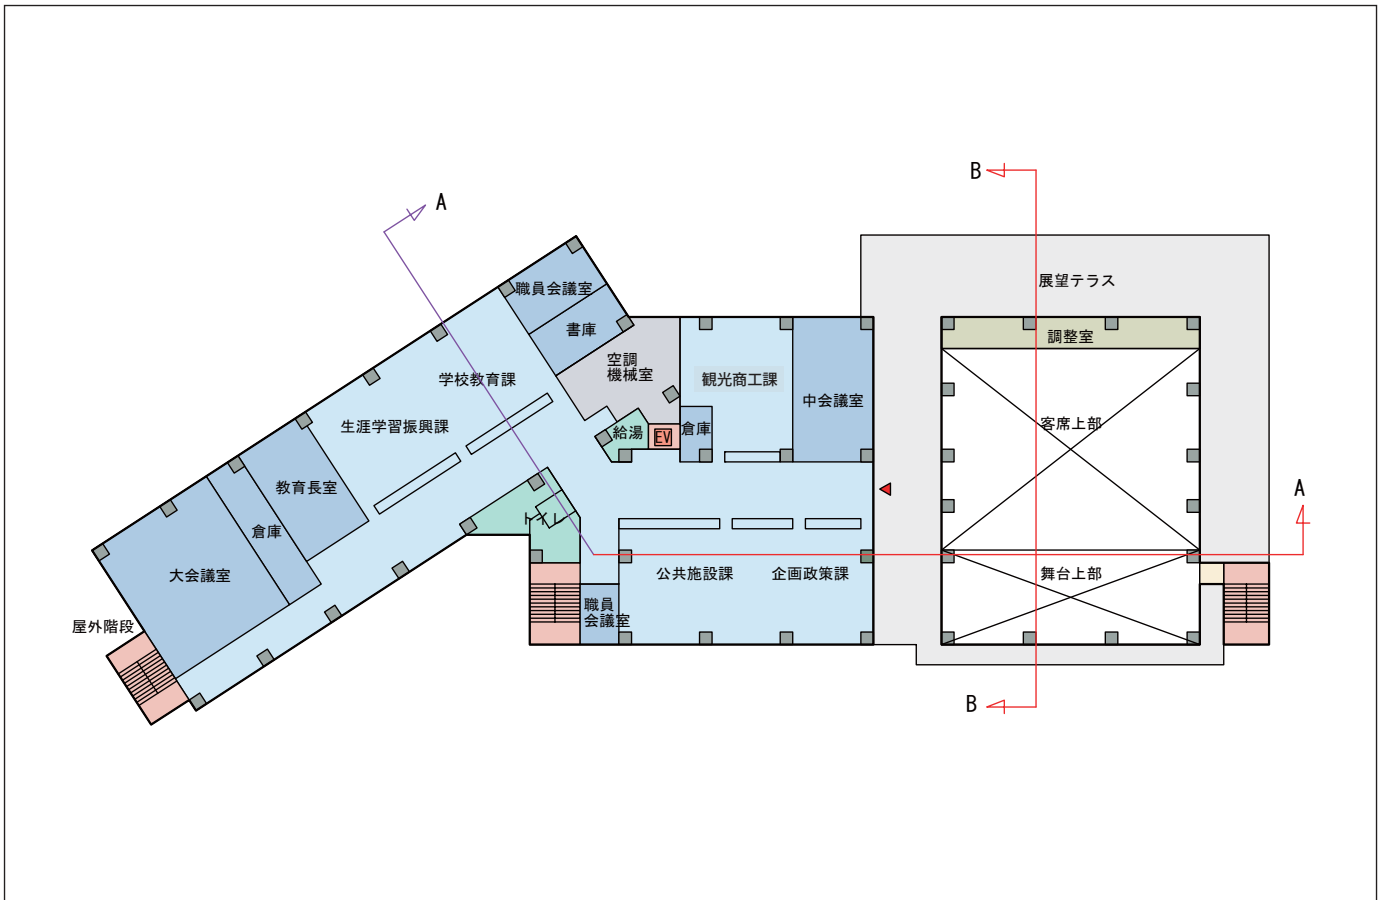 B
A
展望テラス
職員会議室
書庫
調整室
空調
機械室
学校教育課
観光商工課
中会議室
生涯学習振興課
給湯
EV
倉庫
客席上部
教育長室
A
倉庫
トイレ
大会議室
公共施設課
企画政策課
舞台上部
職員
会議室
屋外階段
B